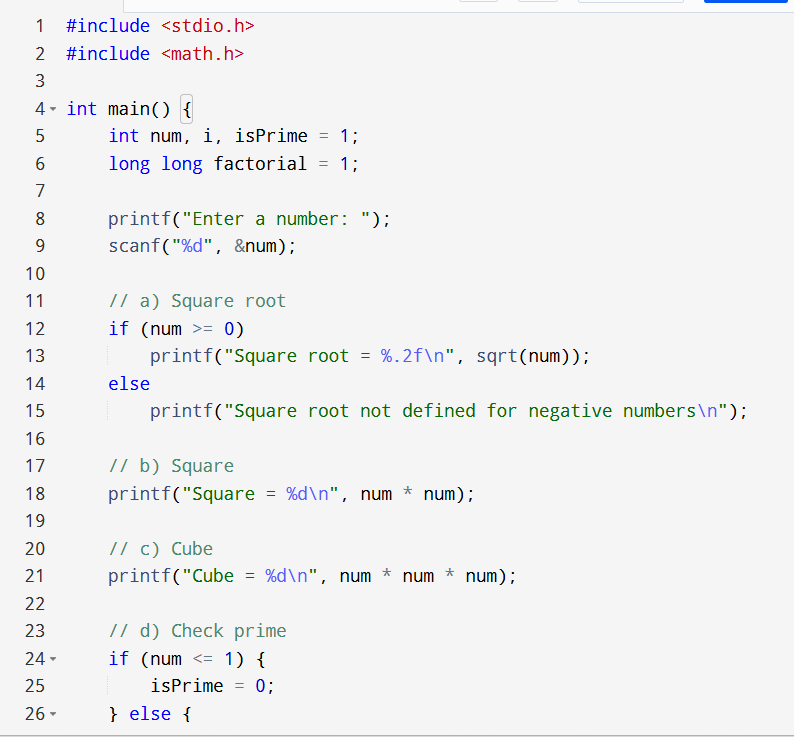 1 #include <stdio.h>
2 #include <math.h>
3
4 int main() {
5     int num, i, isPrime = 1;
6     long long factorial = 1;
7
8     printf("Enter a number: ");
9     scanf("%d", &num);
10
11     // a) Square root
12     if (num >= 0)
13         printf("Square root = %.2f\n", sqrt(num));
14     else
15         printf("Square root not defined for negative numbers\n");
16
17     // b) Square
18     printf("Square = %d\n", num * num);
19
20     // c) Cube
21     printf("Cube = %d\n", num * num * num);
22
23     // d) Check prime
24     if (num <= 1) {
25         isPrime = 0;
26     } else {